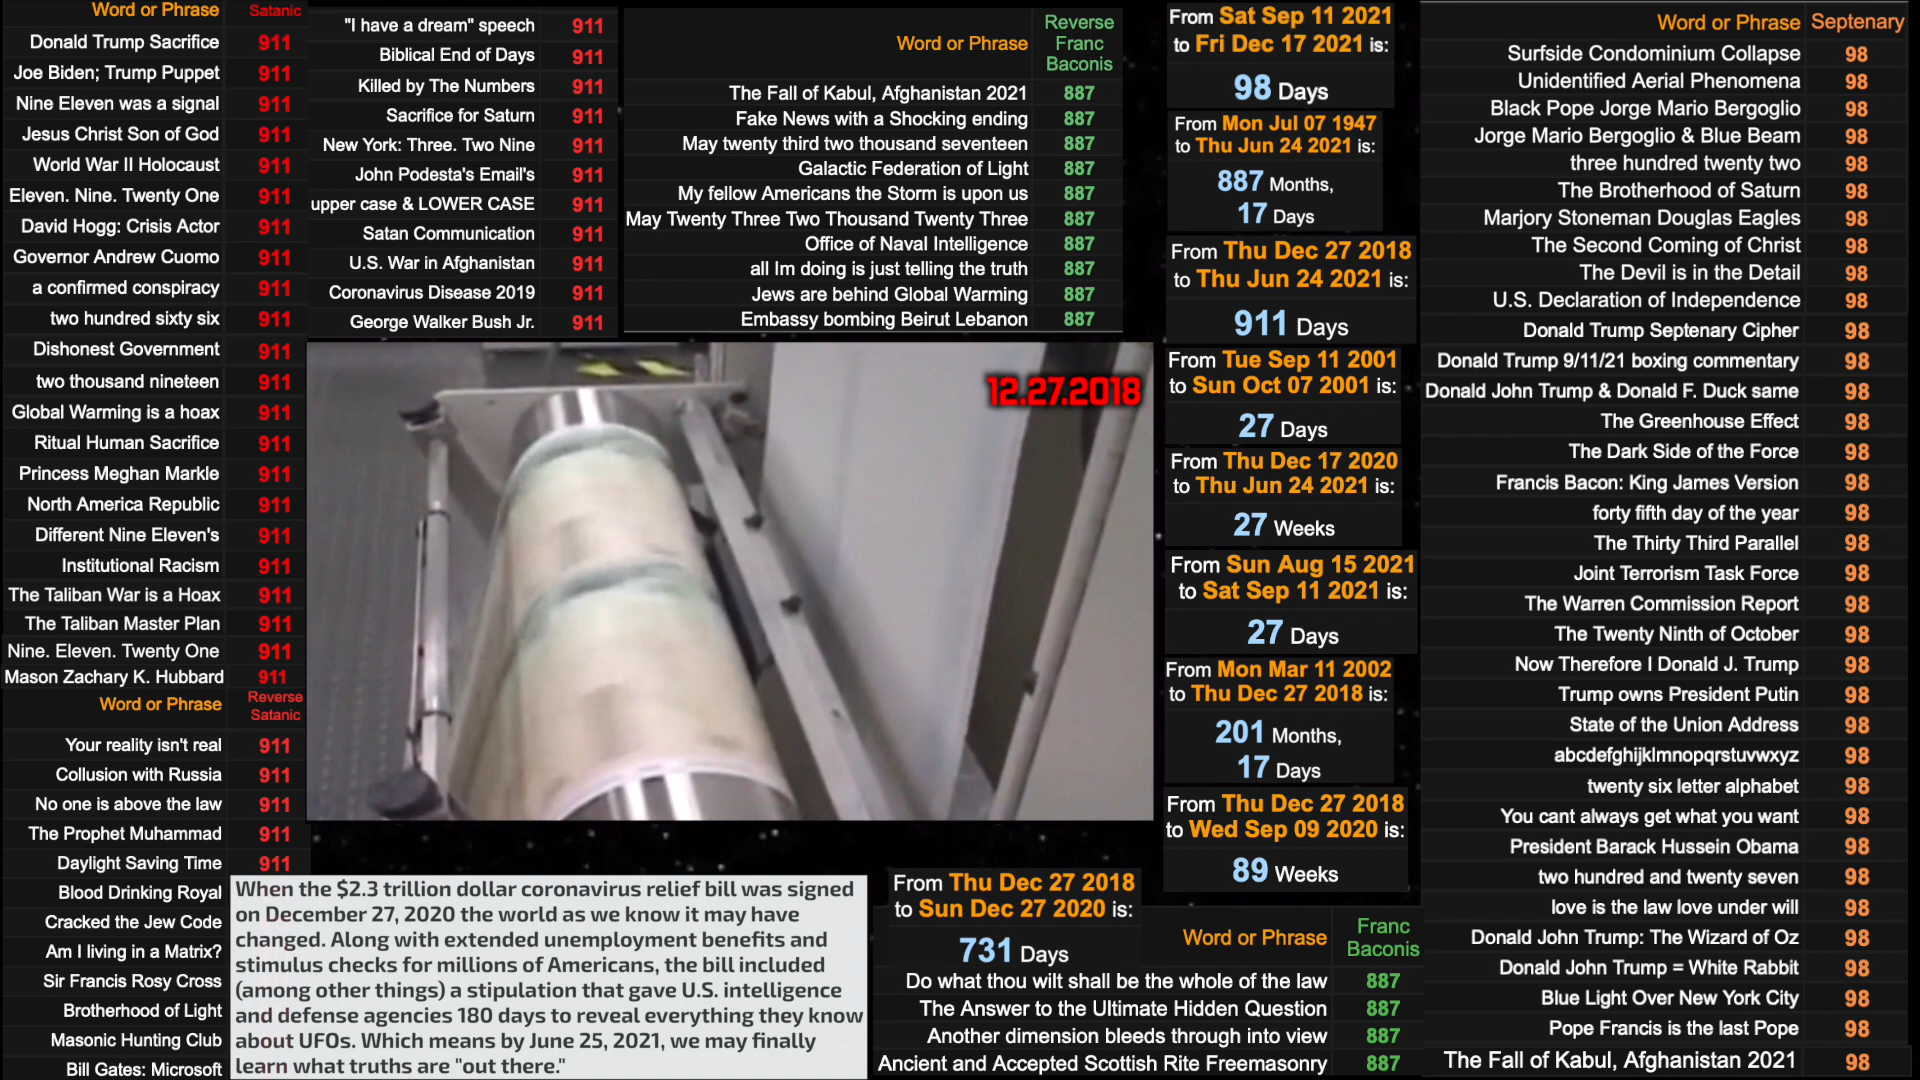 Word or Phrase Satanic
Donald Trump Sacrifice 911
Joe Biden; Trump Puppet 911
Nine Eleven was a signal 911
Jesus Christ Son of God 911
World War II Holocaust 911
Eleven. Nine. Twenty One 911
David Hogg: Crisis Actor 911
Governor Andrew Cuomo 911
a confirmed conspiracy 911
two hundred sixty six 911
Dishonest Government 911
two thousand nineteen 911
Global Warming is a hoax 911
Ritual Human Sacrifice 911
Princess Meghan Markle 911
North America Republic 911
Different Nine Eleven's 911
Institutional Racism 911
The Taliban War is a Hoax 911
The Taliban Master Plan 911
Nine. Eleven. Twenty One 911
Mason Zachary K. Hubbard 911
Word or Phrase Reverse
Satanic
Your reality isn't real 911
Collusion with Russia 911
No one is above the law 911
The Prophet Muhammad 911
Daylight Saving Time 911
Blood Drinking Royal
Cracked the Jew Code
Am I living in a Matrix?
Sir Francis Rosy Cross
Brotherhood of Light
Masonic Hunting Club
Bill Gates: Microsoft
"I have a dream" speech 911
Biblical End of Days 911
Killed by The Numbers 911
Sacrifice for Saturn 911
New York: Three. Two Nine 911
John Podesta's Email's 911
upper case & LOWER CASE 911
Satan Communication 911
U.S. War in Afghanistan 911
Coronavirus Disease 2019 911
George Walker Bush Jr. 911
Word or Phrase Reverse
Franc
Baconis
The Fall of Kabul, Afghanistan 2021 887
Fake News with a Shocking ending 887
May twenty third two thousand seventeen 887
Galactic Federation of Light 887
My fellow Americans the Storm is upon us 887
May Twenty Three Two Thousand Twenty Three 887
Office of Naval Intelligence 887
all Im doing is just telling the truth 887
Jews are behind Global Warming 887
Embassy bombing Beirut Lebanon 887
12.27.2018
When the $2.3 trillion dollar coronavirus relief bill was signed
on December 27, 2020 the world as we know it may have
changed. Along with extended unemployment benefits and
stimulus checks for millions of Americans, the bill included
(among other things) a stipulation that gave U.S. intelligence
and defense agencies 180 days to reveal everything they know
about UFOs. Which means by June 25, 2021, we may finally
learn what truths are "out there."
From Thu Dec 27 2018
to Sun Dec 27 2020 is:
731 Days
Word or Phrase Franc
Baconis
Do what thou wilt shall be the whole of the law 887
The Answer to the Ultimate Hidden Question 887
Another dimension bleeds through into view 887
Ancient and Accepted Scottish Rite Freemasonry 887
From Sat Sep 11 2021
to Fri Dec 17 2021 is:
98 Days
From Mon Jul 07 1947
to Thu Jun 24 2021 is:
887 Months,
17 Days
From Thu Dec 27 2018
to Thu Jun 24 2021 is:
911 Days
From Tue Sep 11 2001
to Sun Oct 07 2001 is:
27 Days
From Thu Dec 17 2020
to Thu Jun 24 2021 is:
27 Weeks
From Sun Aug 15 2021
to Sat Sep 11 2021 is:
27 Days
From Mon Mar 11 2002
to Thu Dec 27 2018 is:
201 Months,
17 Days
From Thu Dec 27 2018
to Wed Sep 09 2020 is:
89 Weeks
Word or Phrase Septenary
Surfside Condominium Collapse 98
Unidentified Aerial Phenomena 98
Black Pope Jorge Mario Bergoglio 98
Jorge Mario Bergoglio & Blue Beam 98
three hundred twenty two 98
The Brotherhood of Saturn 98
Marjory Stoneman Douglas Eagles 98
The Second Coming of Christ 98
The Devil is in the Detail 98
U.S. Declaration of Independence 98
Donald Trump Septenary Cipher 98
Donald Trump 9/11/21 boxing commentary 98
Donald John Trump & Donald F. Duck same 98
The Greenhouse Effect 98
The Dark Side of the Force 98
Francis Bacon: King James Version 98
forty fifth day of the year 98
The Thirty Third Parallel 98
Joint Terrorism Task Force 98
The Warren Commission Report 98
The Twenty Ninth of October 98
Now Therefore I Donald J. Trump 98
Trump owns President Putin 98
State of the Union Address 98
abcdefghijklmnopqrstuvwxyz 98
twenty six letter alphabet 98
You cant always get what you want 98
President Barack Hussein Obama 98
two hundred and twenty seven 98
love is the law love under will 98
Donald John Trump: The Wizard of Oz 98
Donald John Trump = White Rabbit 98
Blue Light Over New York City 98
Pope Francis is the last Pope 98
The Fall of Kabul, Afghanistan 2021 98